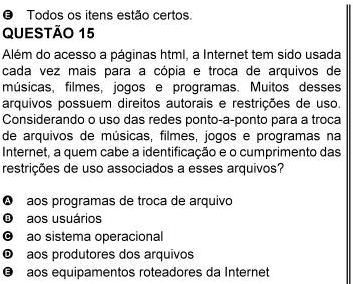 E Todos os itens estão certos.
QUESTÃO 15
Além do acesso a páginas html, a Internet tem sido usada
cada vez mais para a cópia e troca de arquivos de
músicas, filmes, jogos e programas. Muitos desses
arquivos possuem direitos autorais e restrições de uso.
Considerando o uso das redes ponto-a-ponto para a troca
de arquivos de músicas, filmes, jogos e programas na
Internet, a quem cabe a identificação e o cumprimento das
restrições de uso associados a esses arquivos?
A aos programas de troca de arquivo
B aos usuários
C ao sistema operacional
D aos produtores dos arquivos
E aos equipamentos roteadores da Internet